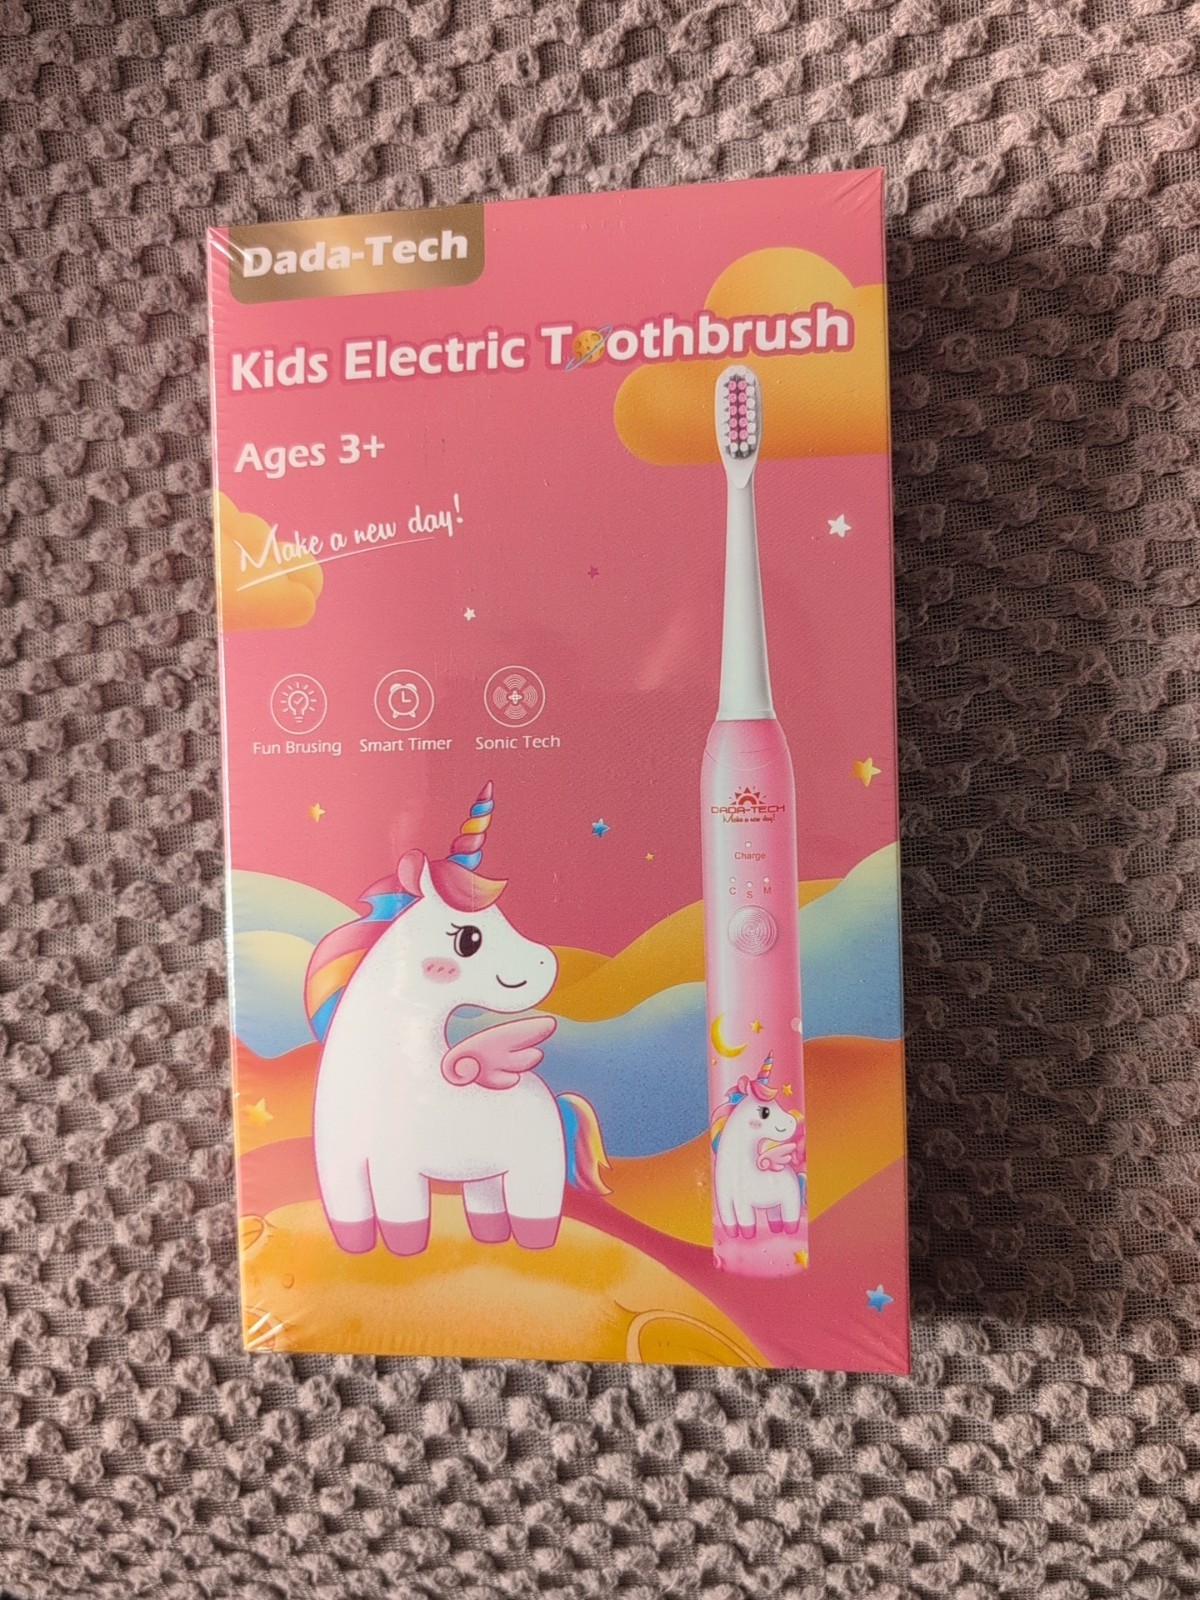 Dada-Tech
Kids Electric Toothbrush
Ages 3+
Make a new day!
Fun Brusing
Smart Timer
Sonic Tech
DADA-TECH
Make a new day!
Charge
C S M